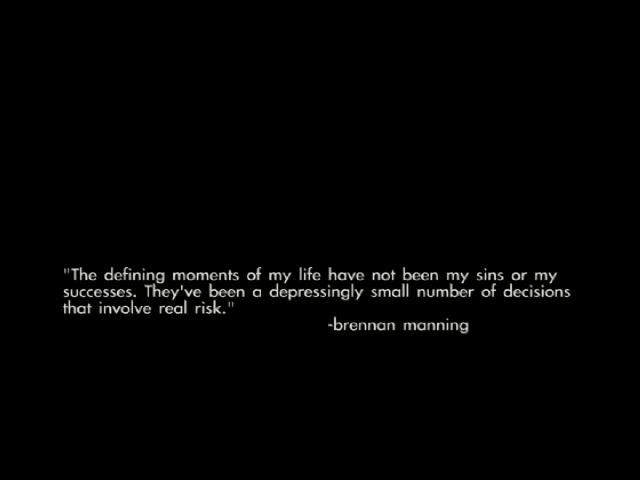 "The defining moments of my life have not been my sins or my
successes. They've been a depressingly small number of decisions
that involve real risk."
-brennan manning